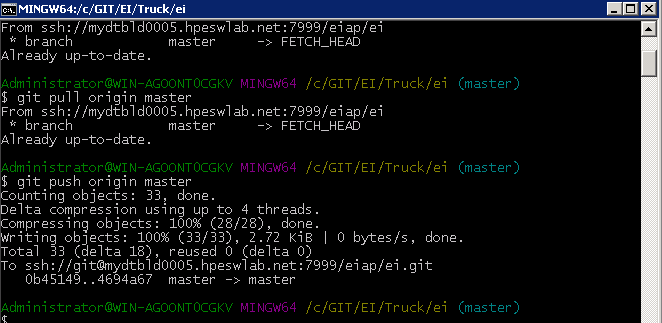 MINGW64:/c/GIT/EI/Truck/ei
From ssh://mydtbld0005.hpeswlab.net:7999/eiap/ei
* branch master -> FETCH_HEAD
Already up-to-date.
Administrator@WIN-AGOONTOCGKV MINGW64 /c/GIT/EI/Truck/ei (master)
$ git pull origin master
From ssh://mydtbld0005.hpeswlab.net:7999/eiap/ei
* branch master -> FETCH_HEAD
Already up-to-date.
Administrator@WIN-AGOONTOCGKV MINGW64 /c/GIT/EI/Truck/ei (master)
$ git push origin master
Counting objects: 33, done.
Delta compression using up to 4 threads.
Compressing objects: 100% (28/28), done.
Writing objects: 100% (33/33), 2.72 KiB | 0 bytes/s, done.
Total 33 (delta 18), reused 0 (delta 0)
To ssh://git@mydtbld0005.hpeswlab.net:7999/eiap/ei.git
0b45149..4694a67 master -> master
Administrator@WIN-AGOONTOCGKV MINGW64 /c/GIT/EI/Truck/ei (master)
$